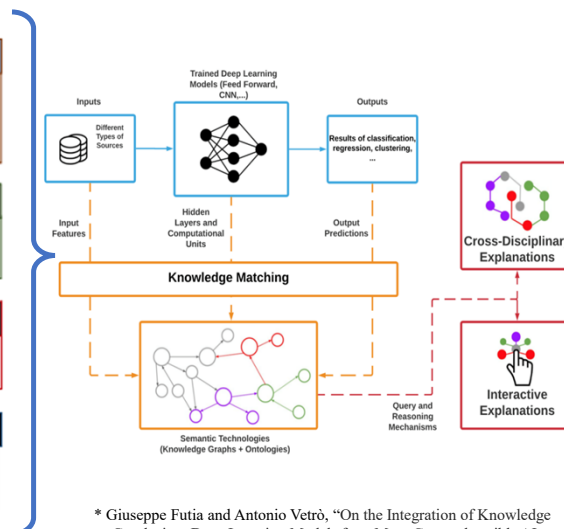 Trained Deep Learning
Models (Feed Forward,
CNN,...)
Inputs
Outputs
Different
Types of
Sources
Results of classification,
regression, clustering,
...
Input
Features
Hidden
Layers and
Computational
Units
Output
Predictions
Knowledge Matching
Cross-Disciplinar
Explanations
Interactive
Explanations
Query and
Reasoning
Mechanisms
Semantic Technologies
(Knowledge Graphs + Ontologies)
* Giuseppe Futia and Antonio Vetrò, “On the Integration of Knowledge